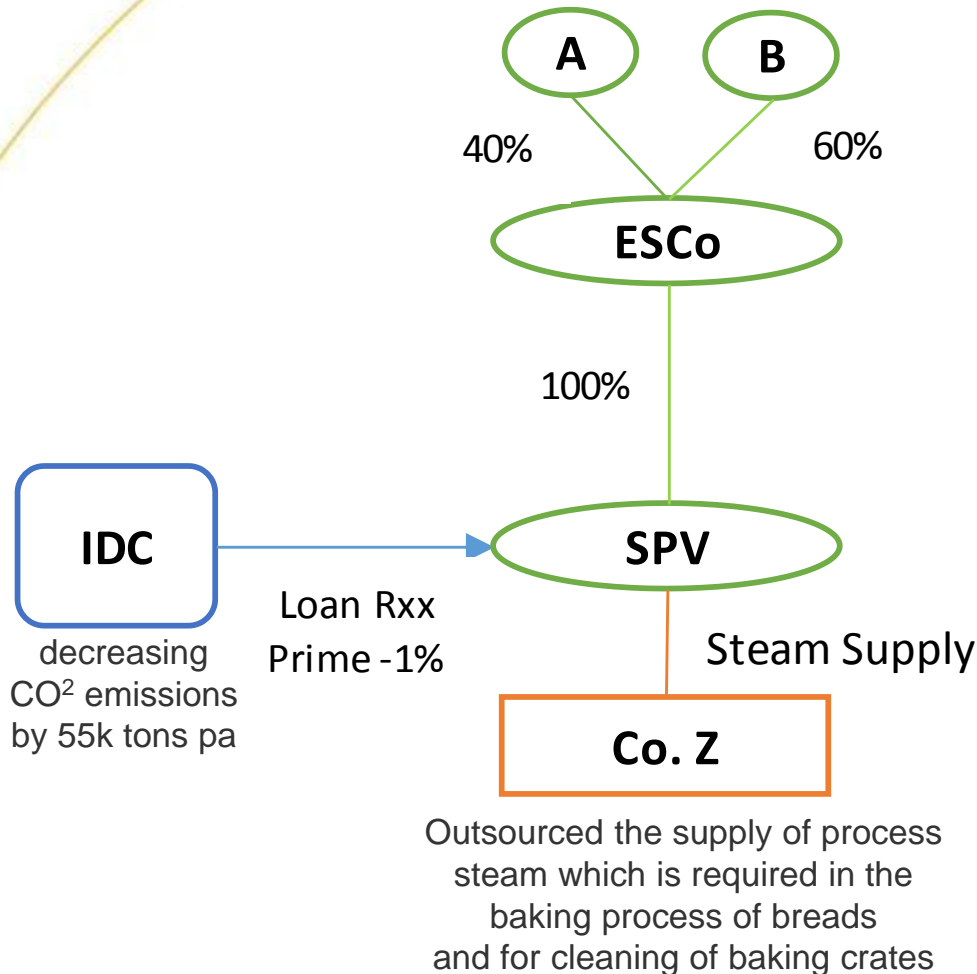 A
B
40%
60%
ESCo
100%
IDC
SPV
Loan Rxx
Prime -1%
decreasing
CO² emissions
by 55k tons pa
Steam Supply
Co. Z
Outsourced the supply of process
steam which is required in the
baking process of breads
and for cleaning of baking crates